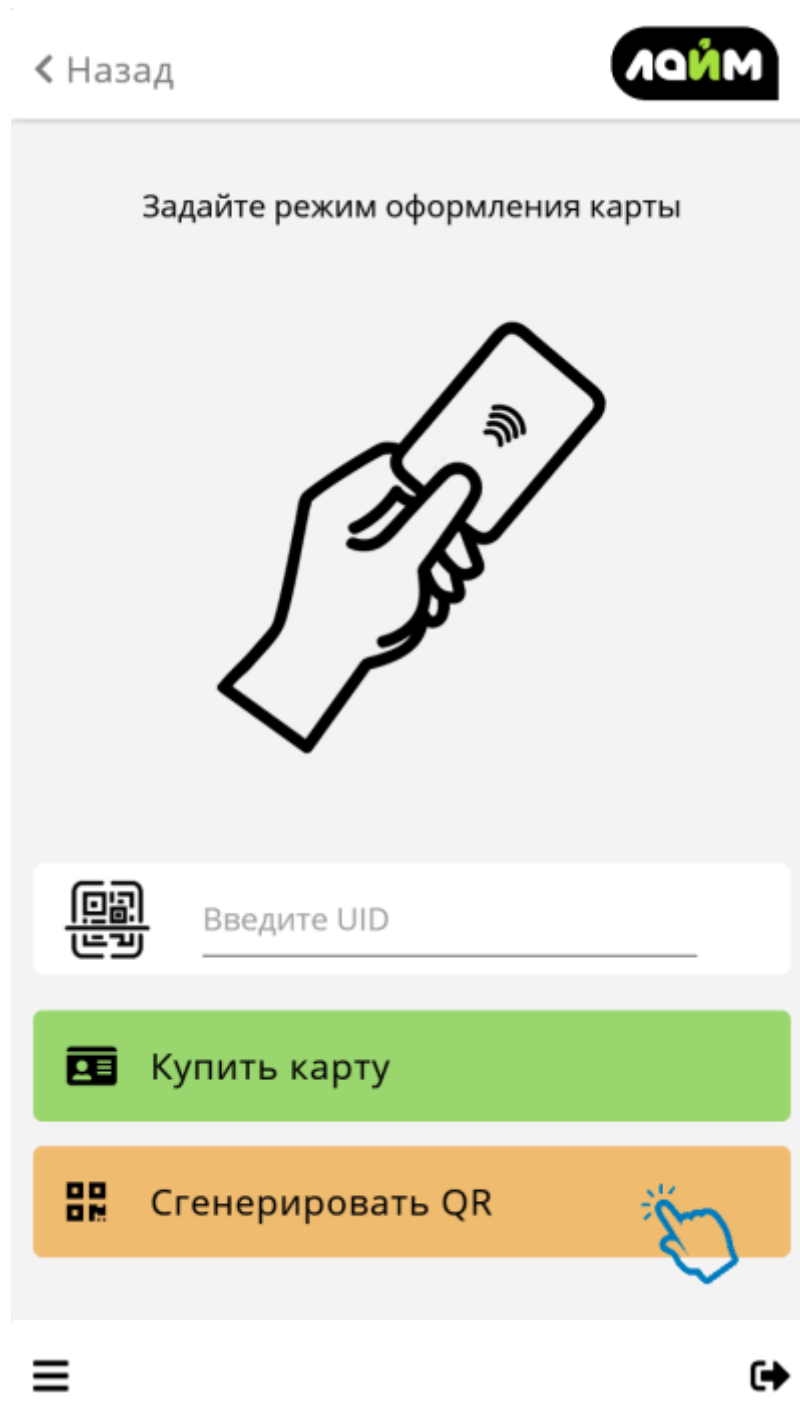 Назад
лайм
Задайте режим оформления карты
Введите UID
Купить карту
Сгенерировать QR